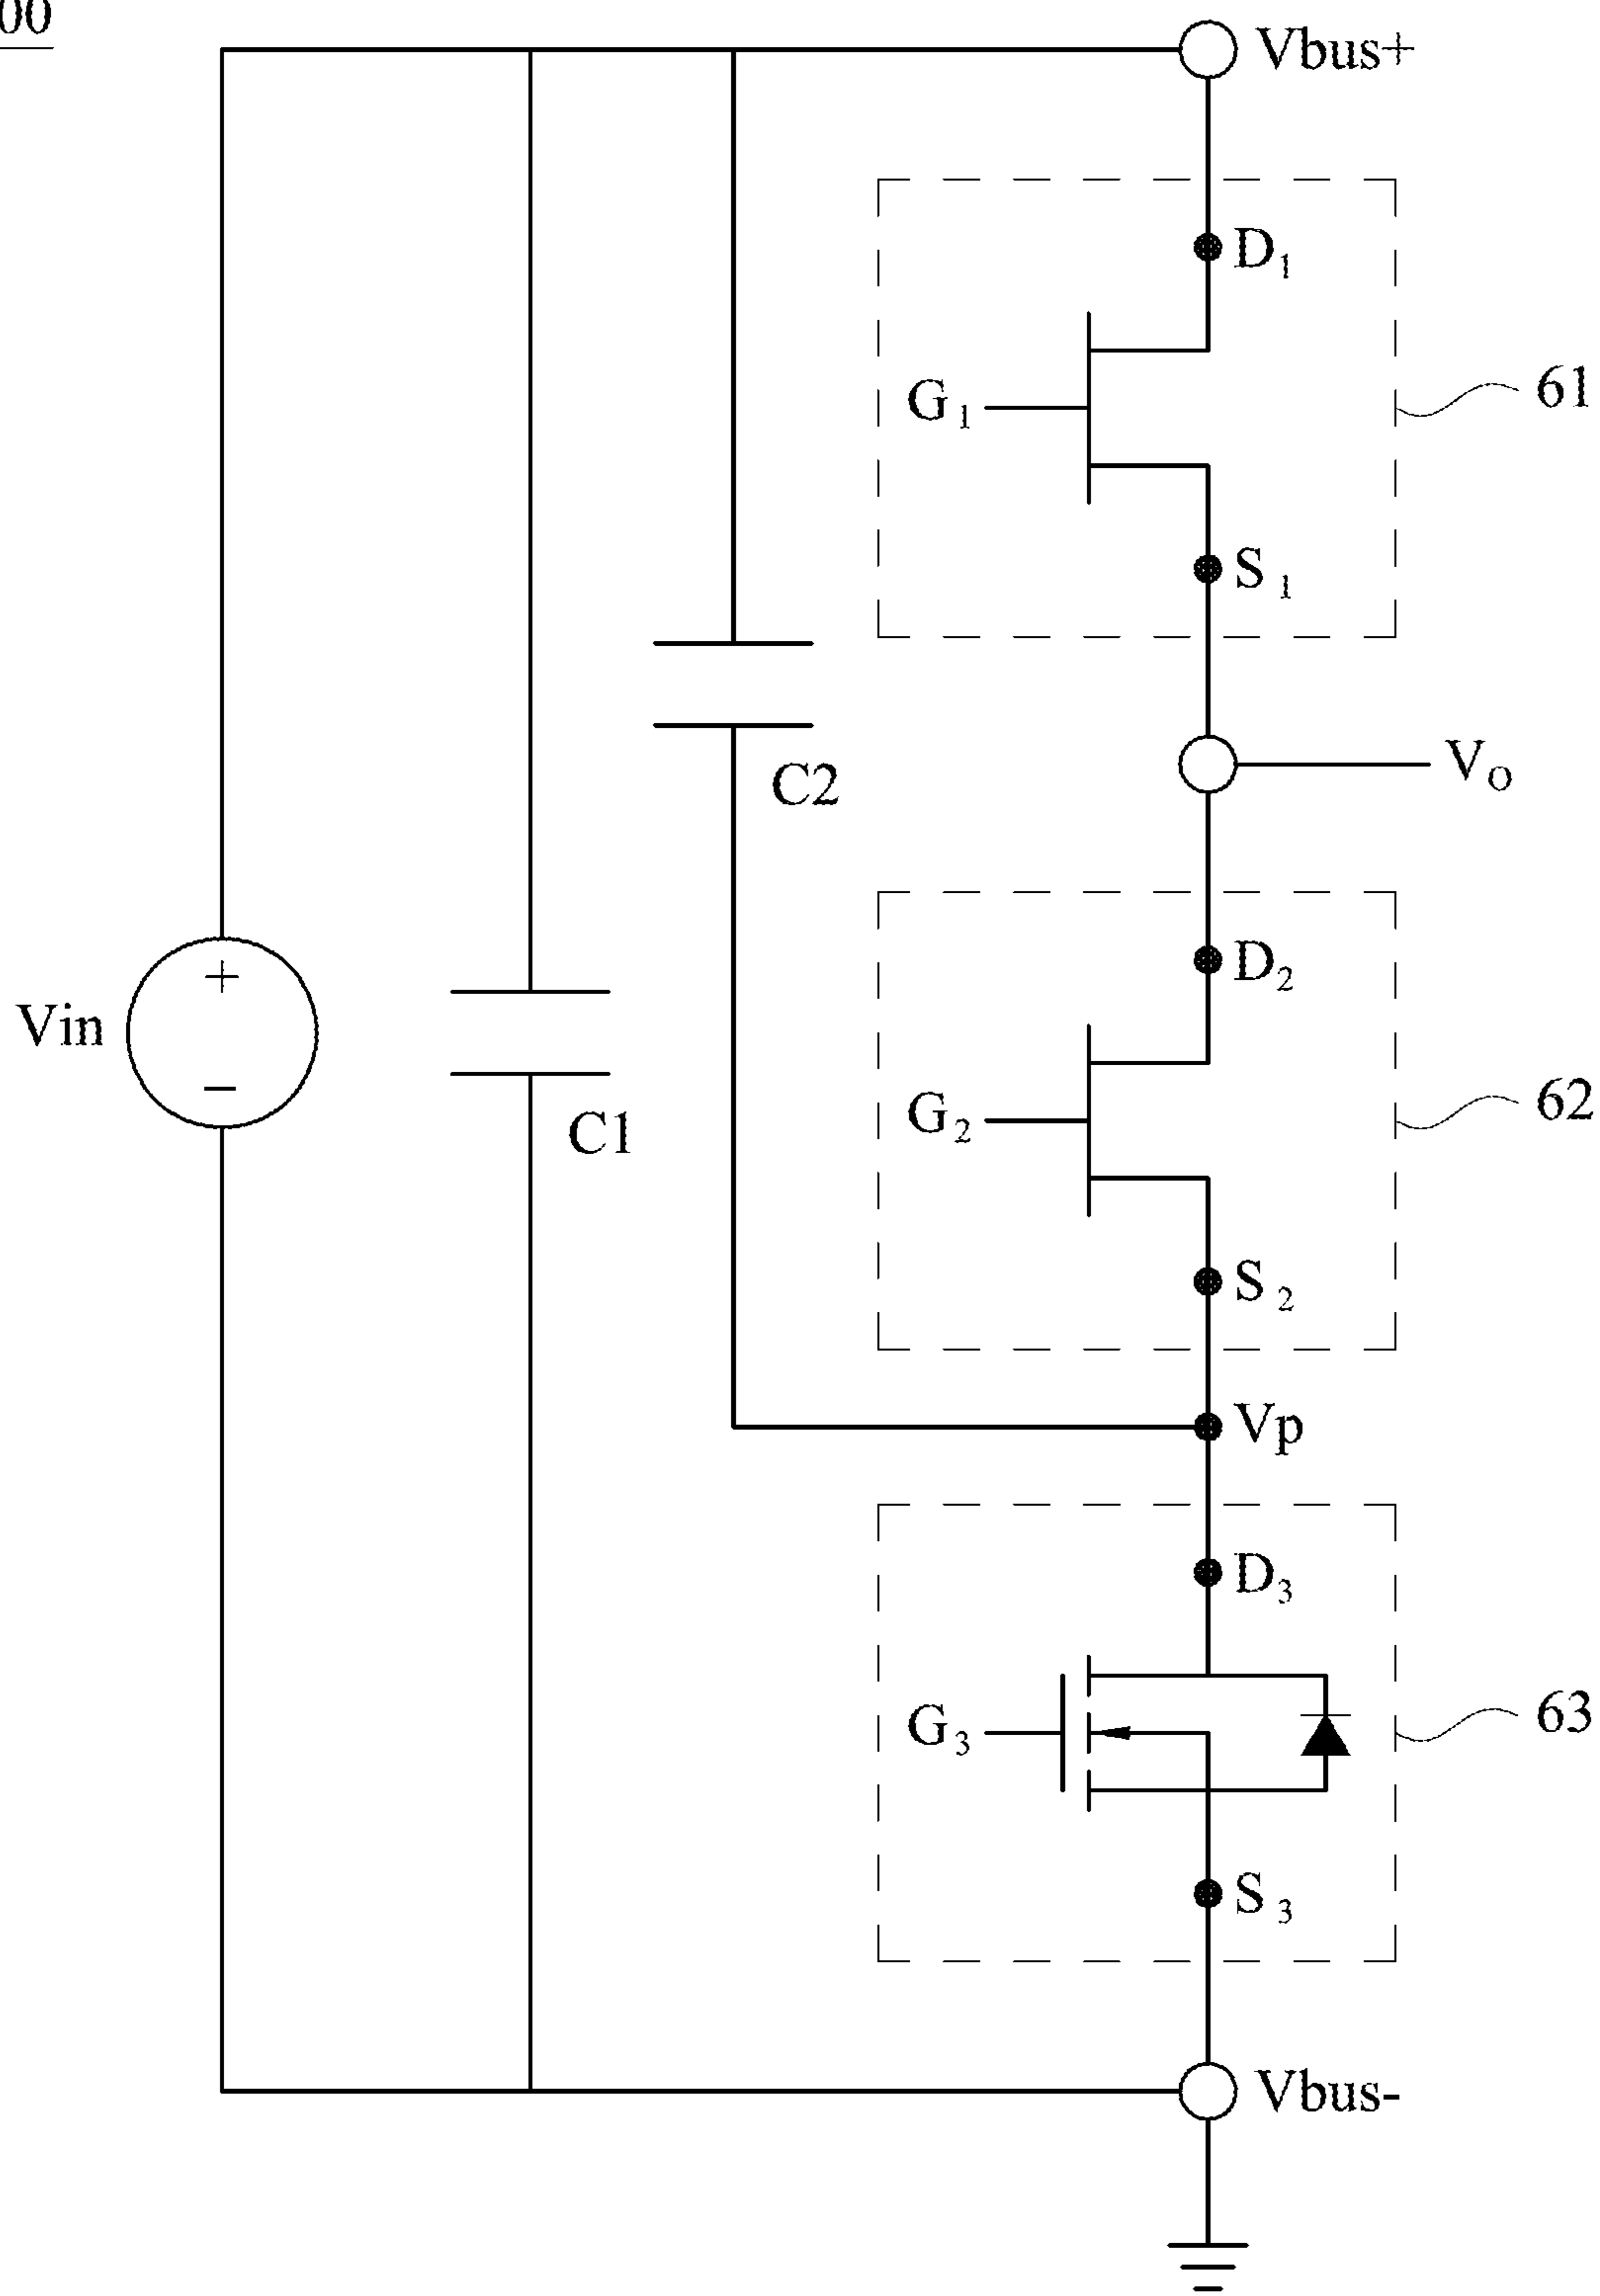 00
Vbus+
D1
G1
61
S1
C2
VO
D2
Vin
+
−
G2
62
C1
S2
Vp
D3
G3
63
S3
Vbus-